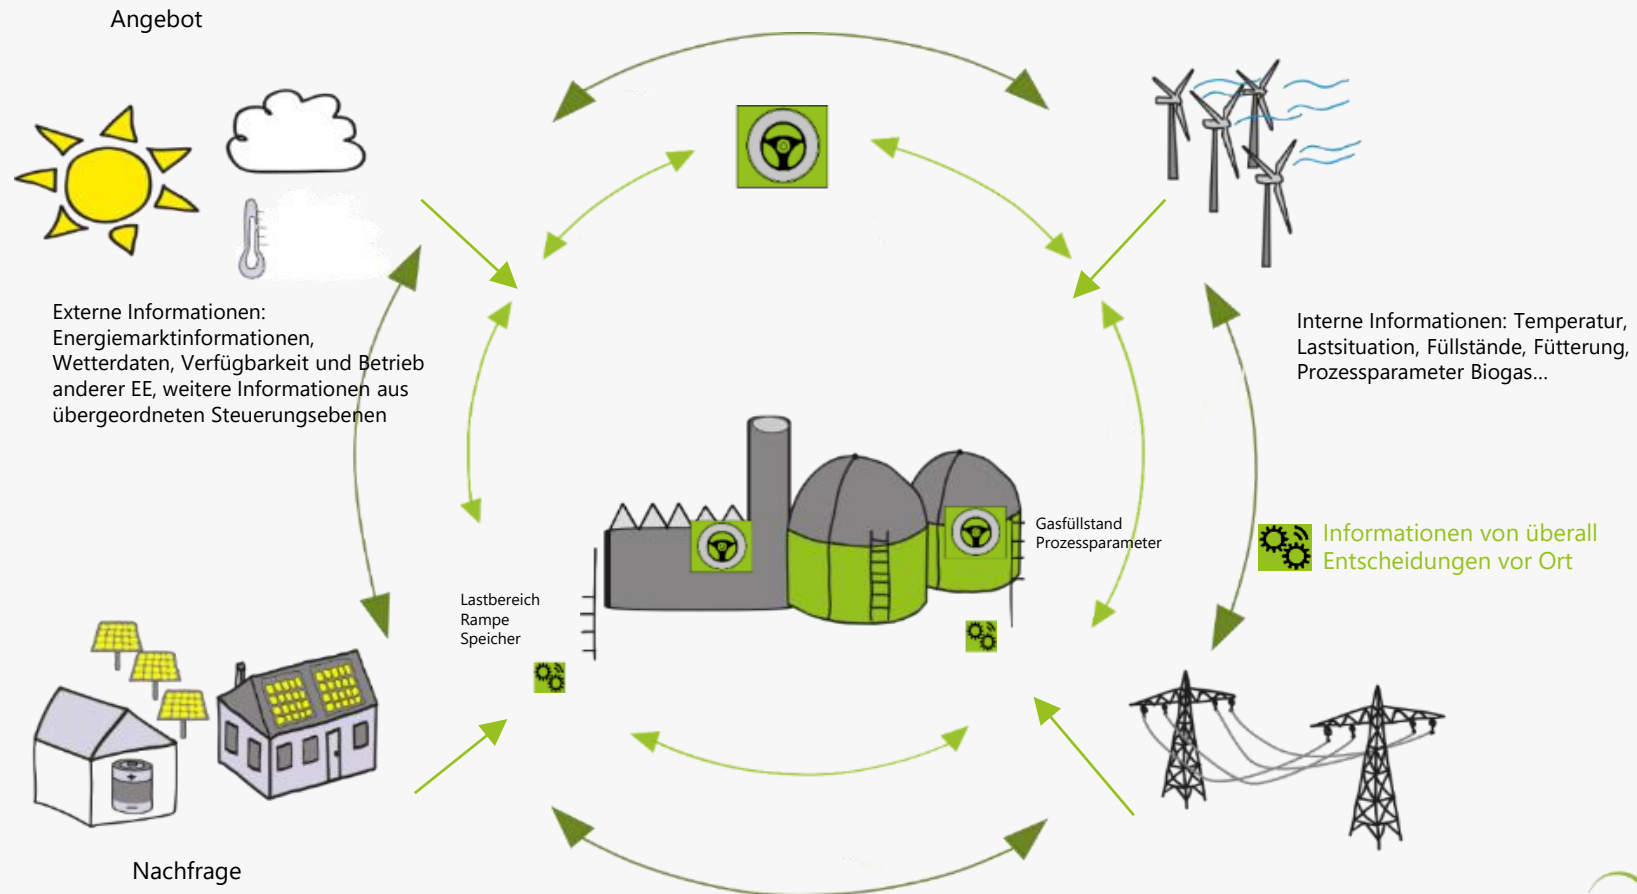 Angebot
Externe Informationen:
Energiemarktinformationen,
Wetterdaten, Verfügbarkeit und Betrieb
anderer EE, weitere Informationen aus
übergeordneten Steuerungsebenen
Interne Informationen: Temperatur,
Lastsituation, Füllstände, Fütterung,
Prozessparameter Biogas...
Gasfüllstand
Prozessparameter
Informationen von überall
Entscheidungen vor Ort
Lastbereich
Rampe
Speicher
Nachfrage